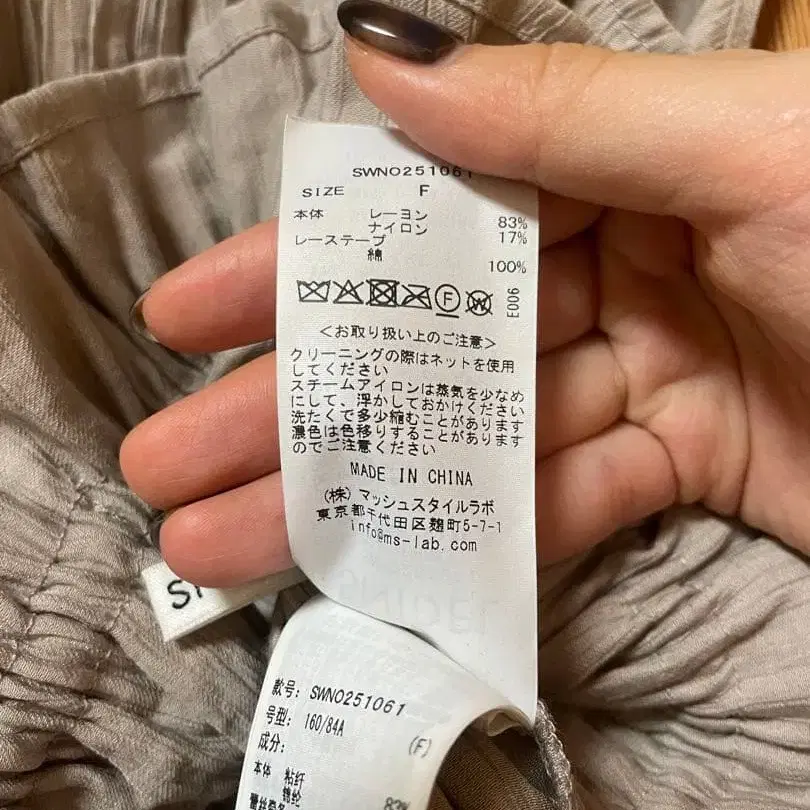 SWNO251061
SIZE F
本体 レーヨン 83%
ナイロン 17%
レーステープ
綿 100%
F
W
E006
<お取り扱い上のご注意>
クリーニングの際はネットを使用
してください
スチームアイロンは蒸気を少なめ
にして、浮かしておかけください
洗たくで多少縮むことがあります
濃色は色移りすることがあります
のでご注意ください
MADE IN CHINA
(株)マッシュスタイルラボ
東京都千代田区麹町5-7-1
info@ms-lab.com
款号: SWNO251061
号型: 160/84A (F)
成分:
本体 粘纤 83%
锦纶